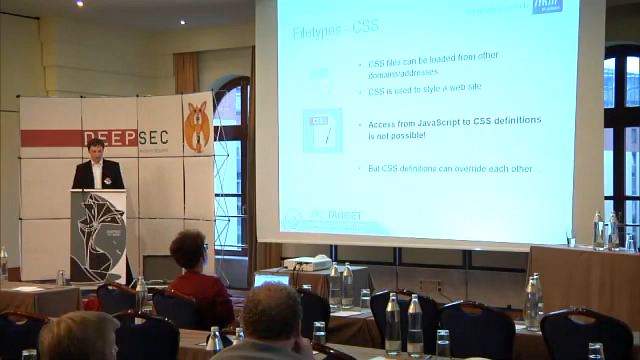 Filetypes - CSS
• CSS files can be loaded from other
domains/addresses
• CSS is used to style a web site
• Access from JavaScript to CSS definitions
is not possible!
• But CSS definitions can override each other…
CSS
TARGET
DEEPSEC